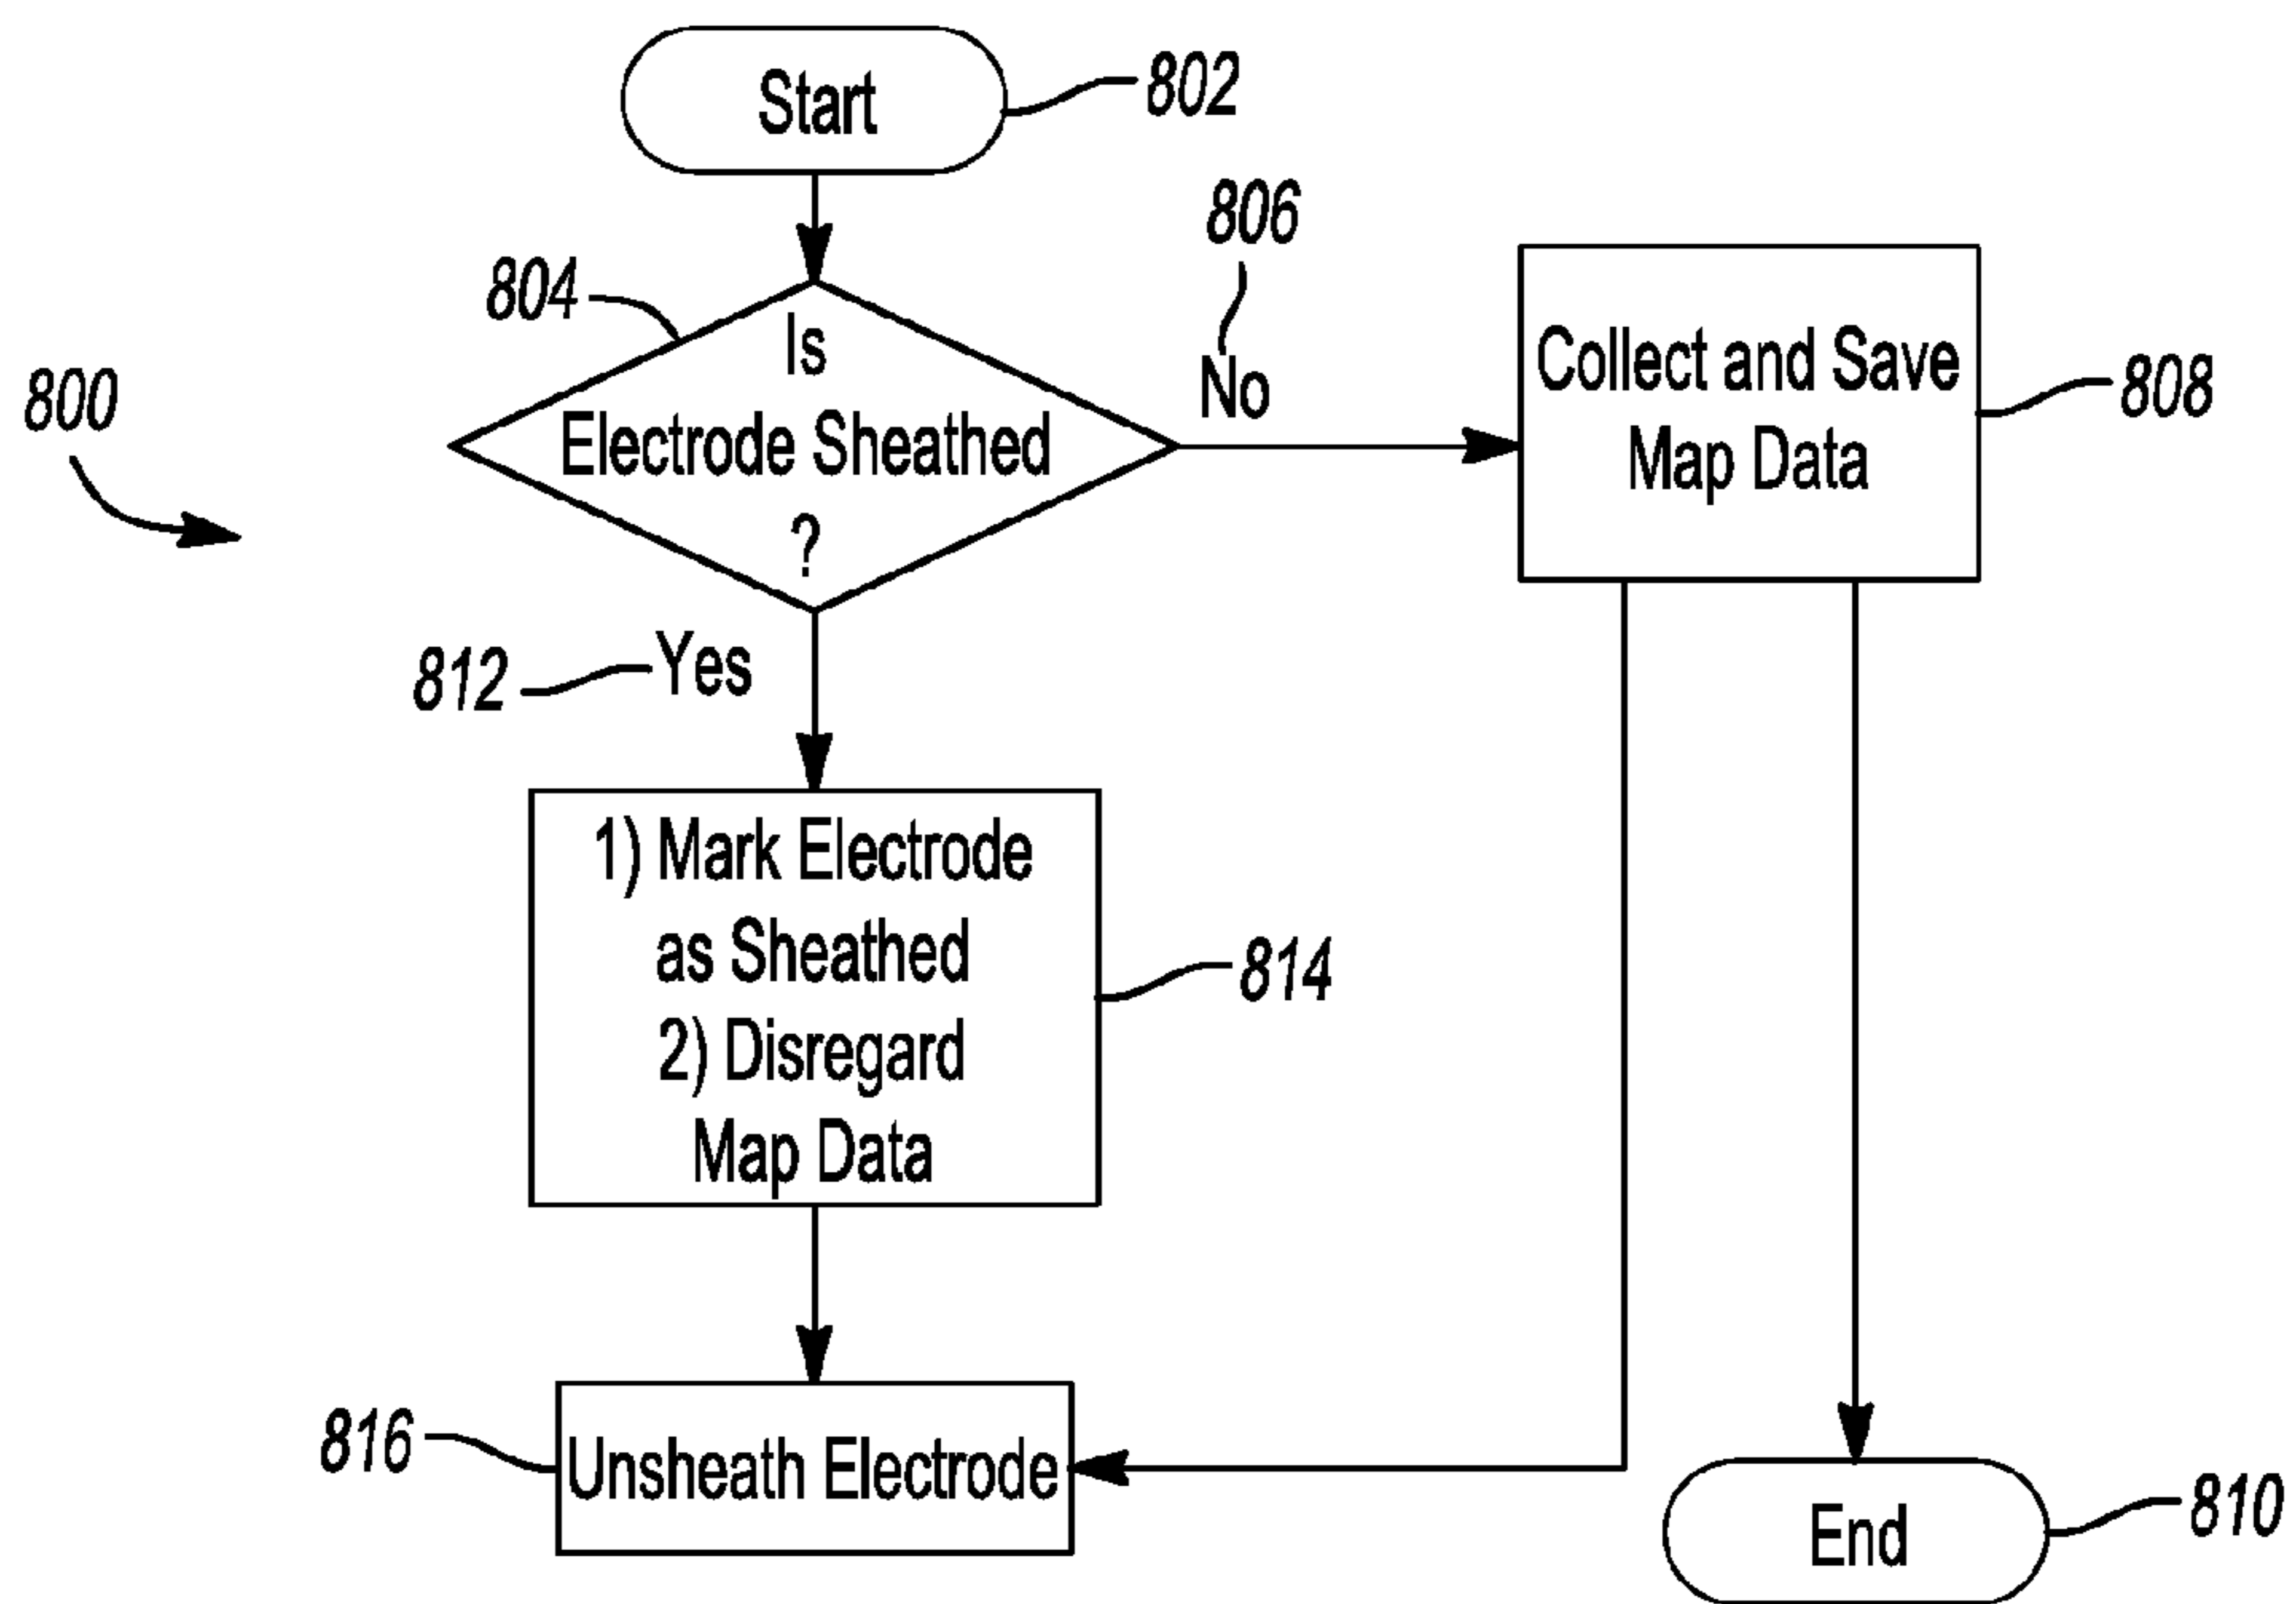 Start
802
806
804
Is
Electrode Sheathed
?
No
Collect and Save
Map Data
808
800
812
Yes
1) Mark Electrode
as Sheathed
2) Disregard
Map Data
814
816
Unsheath Electrode
End
810